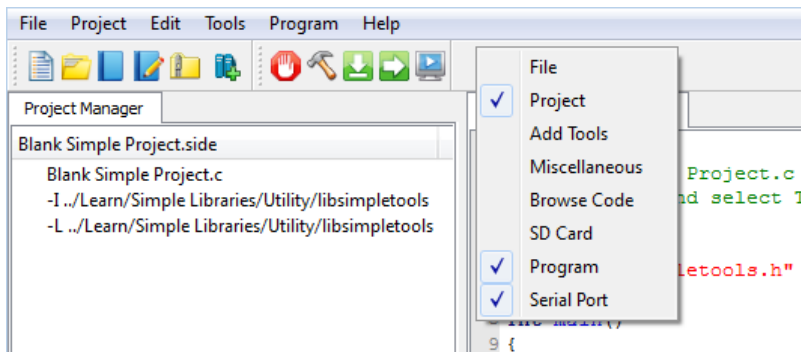 File Project Edit Tools Program Help
Project Manager
Blank Simple Project.side
Blank Simple Project.c
-I ../Learn/Simple Libraries/Utility/libsimpletools
-L ../Learn/Simple Libraries/Utility/libsimpletools
File
Project
Add Tools
Miscellaneous
Browse Code
SD Card
Program
Serial Port
Project.c
nd select T
letools.h"
int main()
9 {